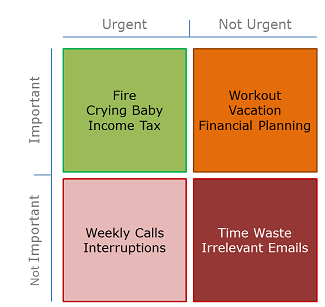 Urgent
Not Urgent
Important
Fire
Crying Baby
Income Tax
Workout
Vacation
Financial Planning
Not Important
Weekly Calls
Interruptions
Time Waste
Irrelevant Emails